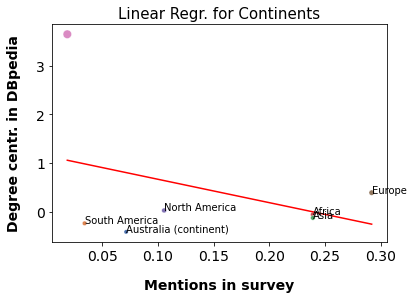 Linear Regr. for Continents
Degree centr. in DBpedia
3
2
1
0
Europe
Africa
Asia
North America
South America
Australia (continent)
0.05
0.10
0.15
0.20
0.25
0.30
Mentions in survey